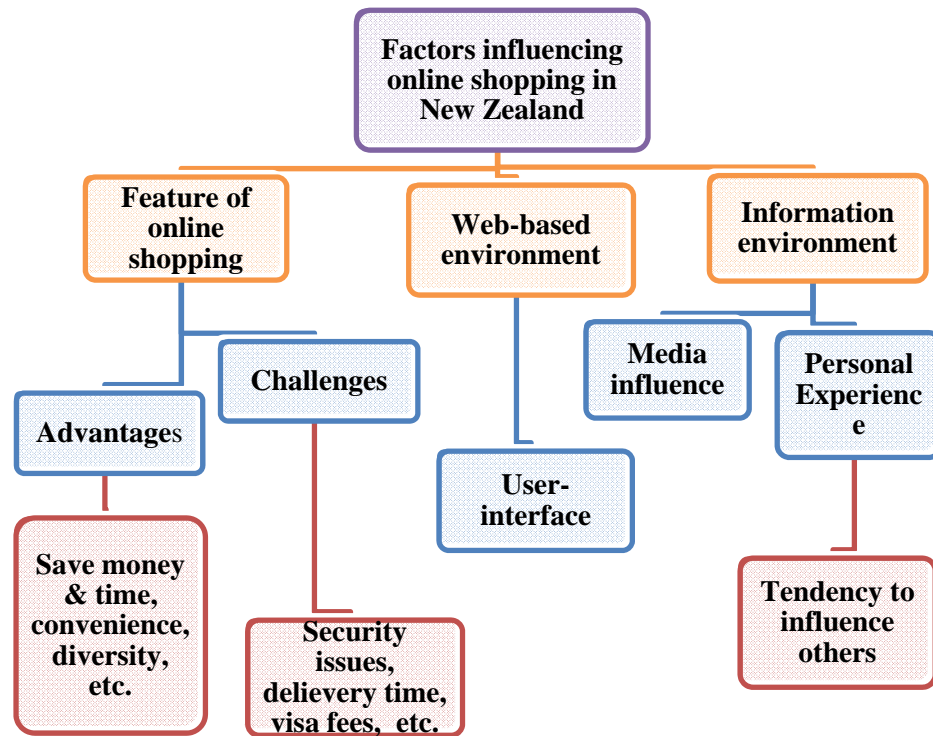 Factors influencing
online shopping in
New Zealand
Feature of
online
shopping
Web-based
environment
Information
environment
Advantages
Challenges
User-
interface
Media
influence
Personal
Experienc
e
Save money
& time,
convenience,
diversity,
etc.
Security
issues,
delievery time,
visa fees, etc.
Tendency to
influence
others